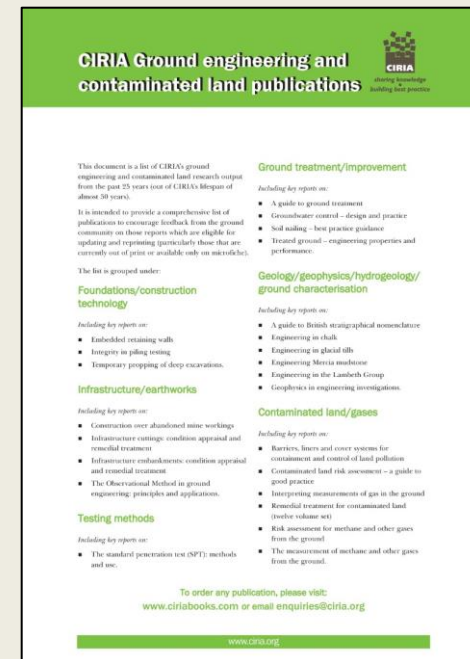 CIRIA Ground engineering and
contaminated land publications
CIRIA
sharing knowledge
building best practice
This document is a list of CIRIA's ground
engineering and contaminated land research output
from the past 25 years (out of CIRIA's lifespan of
almost 50 years).
It is intended to provide a comprehensive list of
publications to encourage feedback from the ground
community on those reports which are eligible for
updating and reprinting (particularly those that are
currently out of print or available only on microfiche).
The list is grouped under:
Foundations/construction
technology
Including key reports on:
■ Embedded retaining walls
■ Integrity in piling testing
■ Temporary propping of deep excavations.
Infrastructure/earthworks
Including key reports on:
■ Construction over abandoned mine workings
■ Infrastructure cuttings: condition appraisal and
remedial treatment
■ Infrastructure embankments: condition appraisal
and remedial treatment
■ The Observational Method in ground
engineering: principles and applications.
Testing methods
Including key reports on:
■ The standard penetration test (SPT): methods
and use.
Ground treatment/improvement
Including key reports on:
■ A guide to ground treatment
■ Groundwater control – design and practice
■ Soil nailing – best practice guidance
■ Treated ground – engineering properties and
performance.
Geology/geophysics/hydrogeology/
ground characterisation
Including key reports on:
■ A guide to British stratigraphical nomenclature
■ Engineering in chalk
■ Engineering in glacial tills
■ Engineering Mercia mudstone
■ Engineering in the Lambeth Group
■ Geophysics in engineering investigations.
Contaminated land/gases
Including key reports on:
■ Barriers, liners and cover systems for
containment and control of land pollution
■ Contaminated land risk assessment – a guide to
good practice
■ Interpreting measurements of gas in the ground
■ Remedial treatment for contaminated land
(twelve volume set)
■ Risk assessment for methane and other gases
from the ground
■ The measurement of methane and other gases
from the ground.
To order any publication, please visit:
www.ciriabooks.com or email enquiries@ciria.org
www.ciria.org